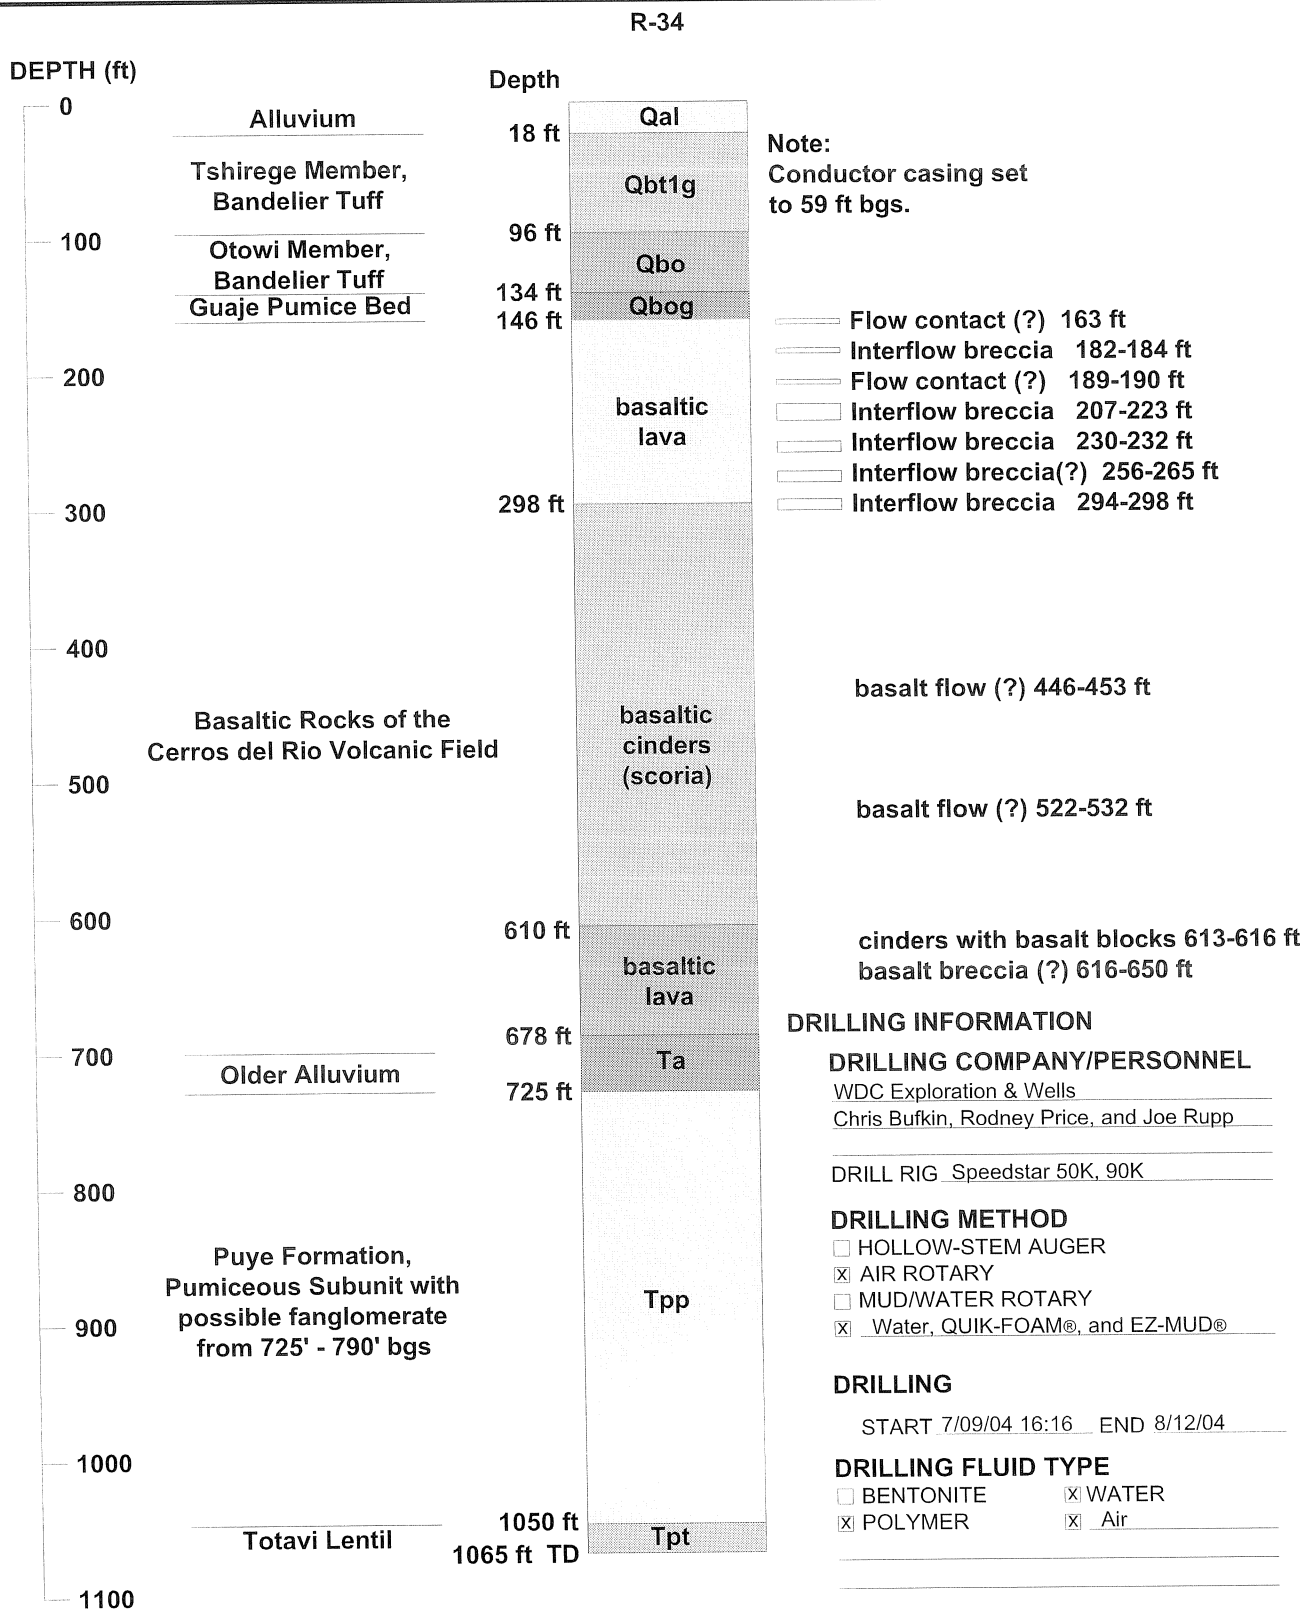 R-34
DEPTH (ft)
0
100
200
300
400
500
600
700
800
900
1000
1100
Alluvium
Tshirege Member,
Bandelier Tuff
Otowi Member,
Bandelier Tuff
Guaje Pumice Bed
Basaltic Rocks of the
Cerros del Rio Volcanic Field
Older Alluvium
Puye Formation,
Pumiceous Subunit with
possible fanglomerate
from 725' - 790' bgs
Totavi Lentil
Depth
18 ft
96 ft
134 ft
146 ft
298 ft
610 ft
678 ft
725 ft
1050 ft
1065 ft TD
Qal
Qbt1g
Qbo
Qbog
basaltic
lava
basaltic
cinders
(scoria)
basaltic
lava
Ta
Tpp
Tpt
Note:
Conductor casing set
to 59 ft bgs.
Flow contact (?) 163 ft
Interflow breccia 182-184 ft
Flow contact (?) 189-190 ft
Interflow breccia 207-223 ft
Interflow breccia 230-232 ft
Interflow breccia(?) 256-265 ft
Interflow breccia 294-298 ft
basalt flow (?) 446-453 ft
basalt flow (?) 522-532 ft
cinders with basalt blocks 613-616 ft
basalt breccia (?) 616-650 ft
DRILLING INFORMATION
DRILLING COMPANY/PERSONNEL
WDC Exploration & Wells
Chris Bufkin, Rodney Price, and Joe Rupp
DRILL RIG Speedstar 50K, 90K
DRILLING METHOD
HOLLOW-STEM AUGER
X AIR ROTARY
MUD/WATER ROTARY
X Water, QUIK-FOAM®, and EZ-MUD®
DRILLING
START 7/09/04 16:16 END 8/12/04
DRILLING FLUID TYPE
BENTONITE X WATER
X POLYMER X Air